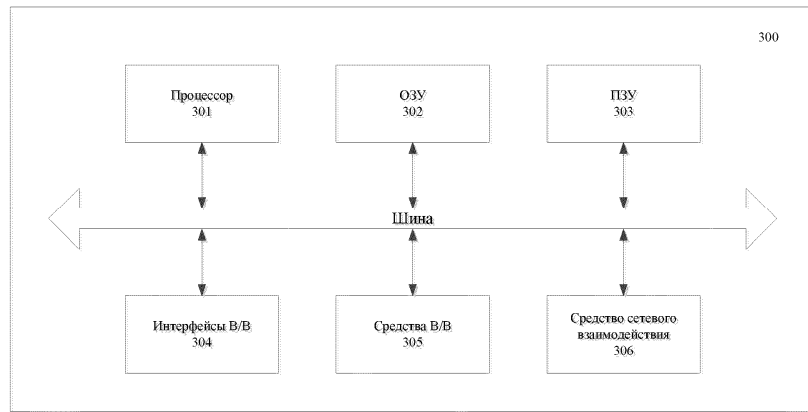 300
Процессор
301
ОЗУ
302
ПЗУ
303
Шина
Интерфейсы В/В
304
Средства В/В
305
Средство сетевого
взаимодействия
306